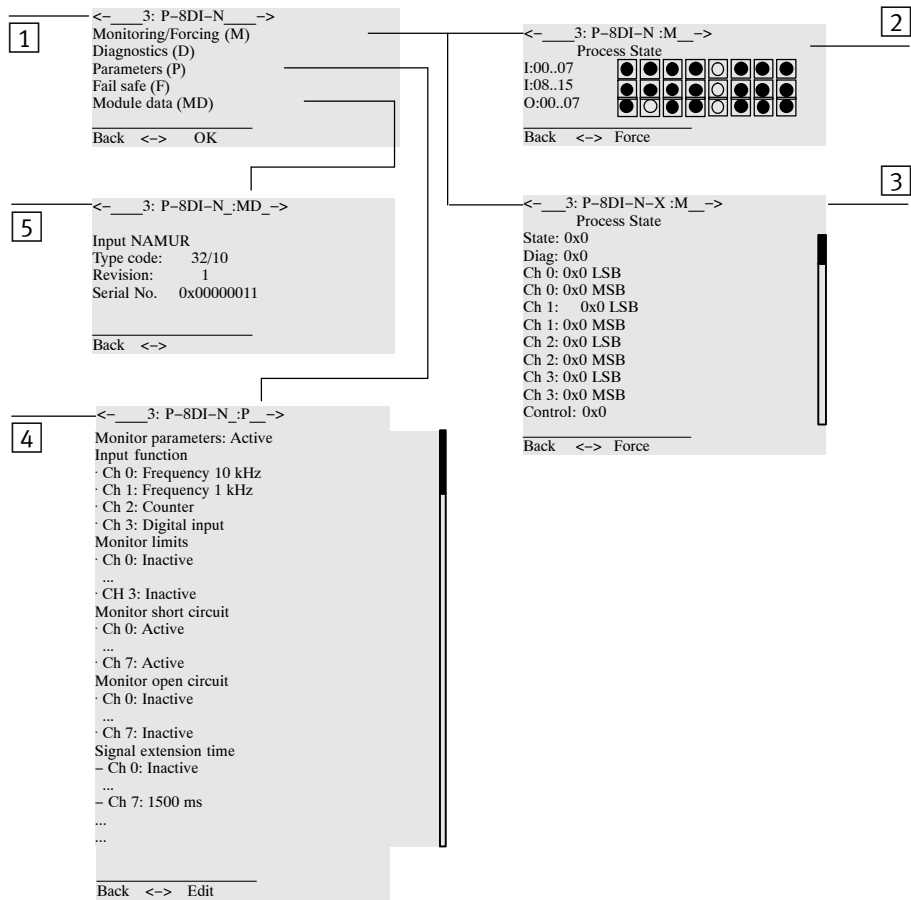 1
<-____3: P-8DI-N____->
Monitoring/Forcing (M)
Diagnostics (D)
Parameters (P)
Fail safe (F)
Module data (MD)
Back <-> OK
2
<-____3: P-8DI-N :M__->
Process State
I:00..07
I:08..15
O:00..07
Back <-> Force
3
<-___3: P-8DI-N-X :M__->
Process State
State: 0x0
Diag: 0x0
Ch 0: 0x0 LSB
Ch 0: 0x0 MSB
Ch 1: 0x0 LSB
Ch 1: 0x0 MSB
Ch 2: 0x0 LSB
Ch 2: 0x0 MSB
Ch 3: 0x0 LSB
Ch 3: 0x0 MSB
Control: 0x0
Back <-> Force
5
<-____3: P-8DI-N_:MD_->
Input NAMUR
Type code: 32/10
Revision: 1
Serial No. 0x00000011
Back <->
4
<-____3: P-8DI-N_:P__->
Monitor parameters: Active
Input function
· Ch 0: Frequency 10 kHz
· Ch 1: Frequency 1 kHz
· Ch 2: Counter
· Ch 3: Digital input
Monitor limits
· Ch 0: Inactive
...
· CH 3: Inactive
Monitor short circuit
· Ch 0: Active
...
· Ch 7: Active
Monitor open circuit
· Ch 0: Inactive
...
· Ch 7: Inactive
Signal extension time
– Ch 0: Inactive
...
– Ch 7: 1500 ms
...
...
Back <-> Edit